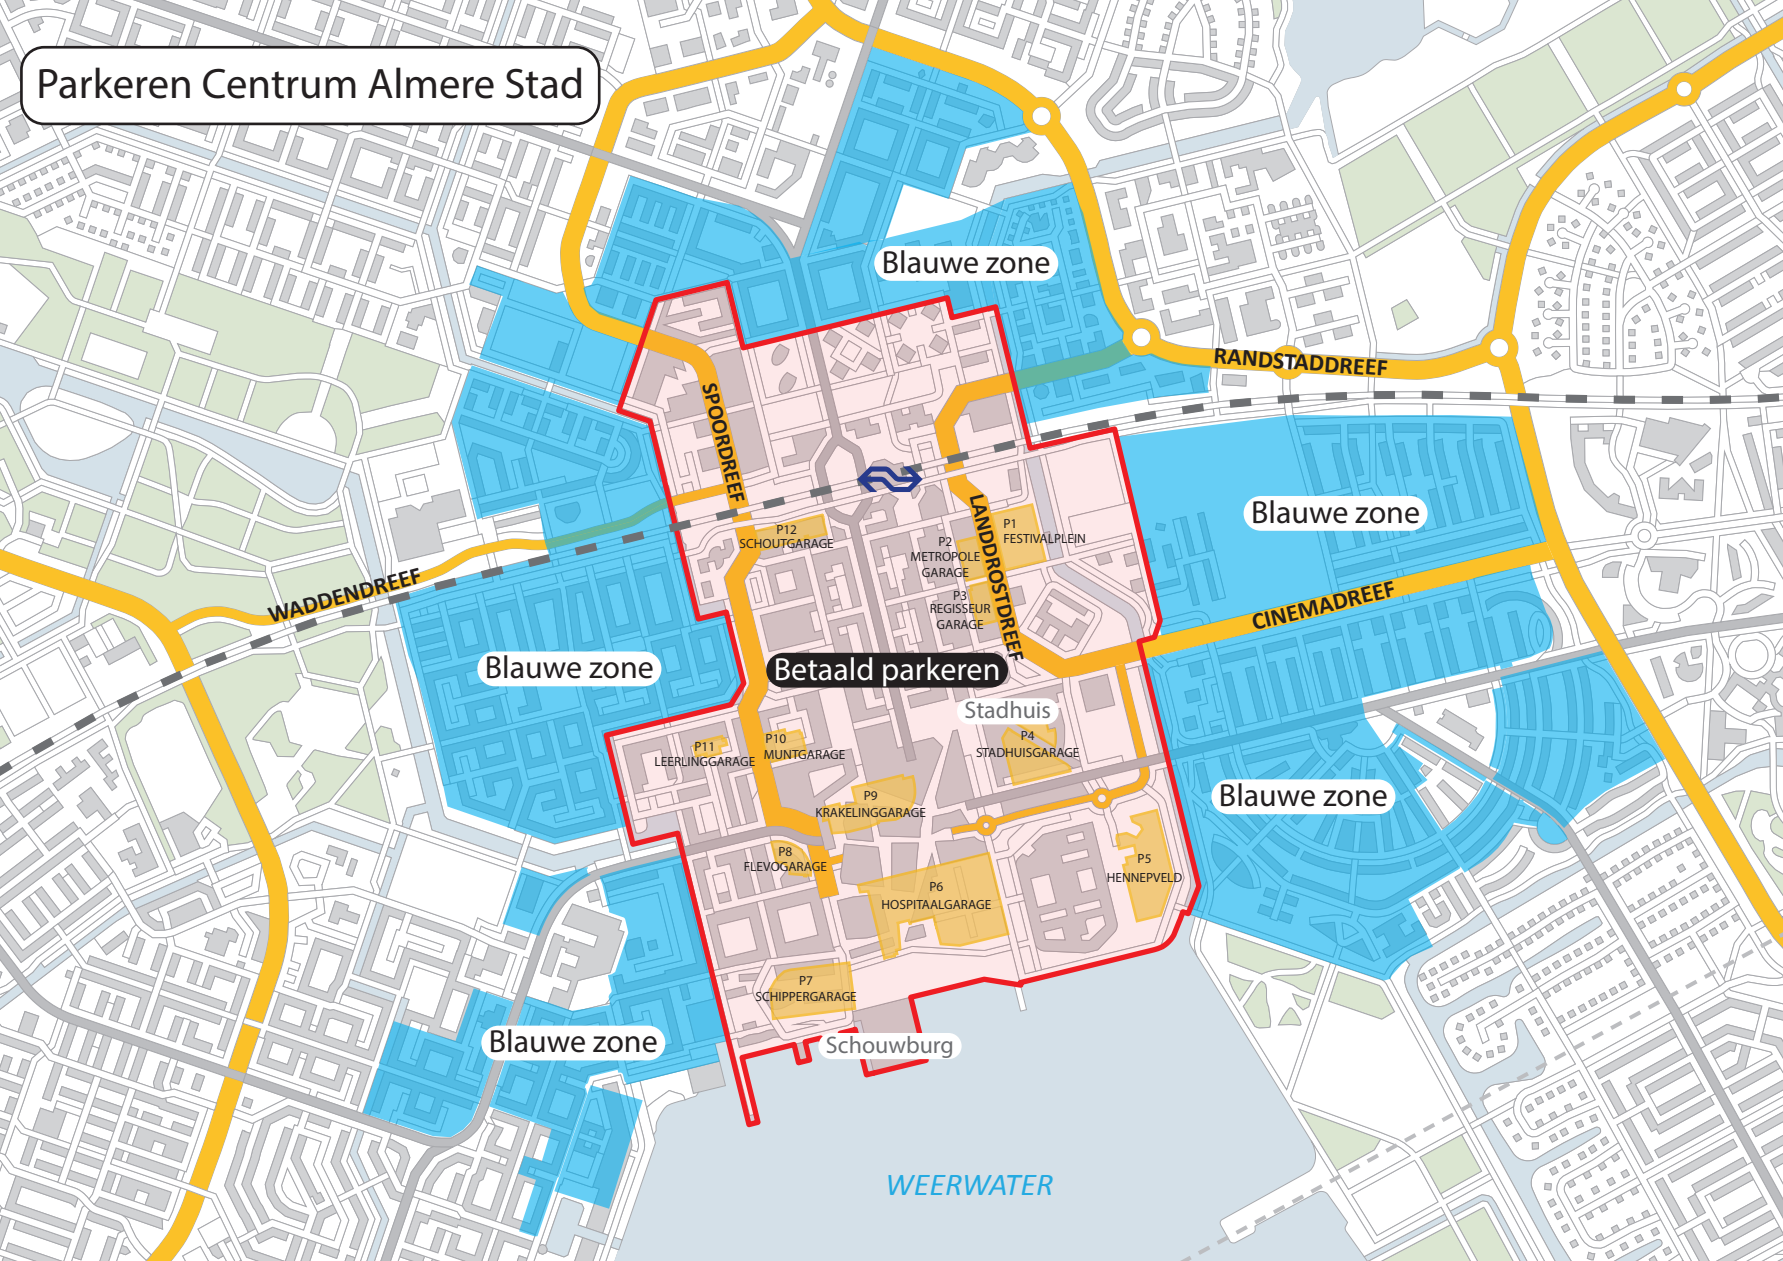 Parkeren Centrum Almere Stad
Blauwe zone
RANDSTADDREEF
SPOORDREEF
LANDDROSTDREEF
P1
FESTIVALPLEIN
P12
SCHOUTGARAGE
P2
METROPOLE
GARAGE
Blauwe zone
WADDENDREEF
P3
REGISSEUR
GARAGE
CINEMADREEF
Blauwe zone
Betaald parkeren
Stadhuis
P4
STADHUISGARAGE
P10
MUNTGARAGE
P11
LEERLINGGARAGE
P9
KRAKELINGGARAGE
Blauwe zone
P8
FLEVOGARAGE
P5
HENNEPVELD
P6
HOSPITAALGARAGE
P7
SCHIPPERGARAGE
Blauwe zone
Schouwburg
WEERWATER